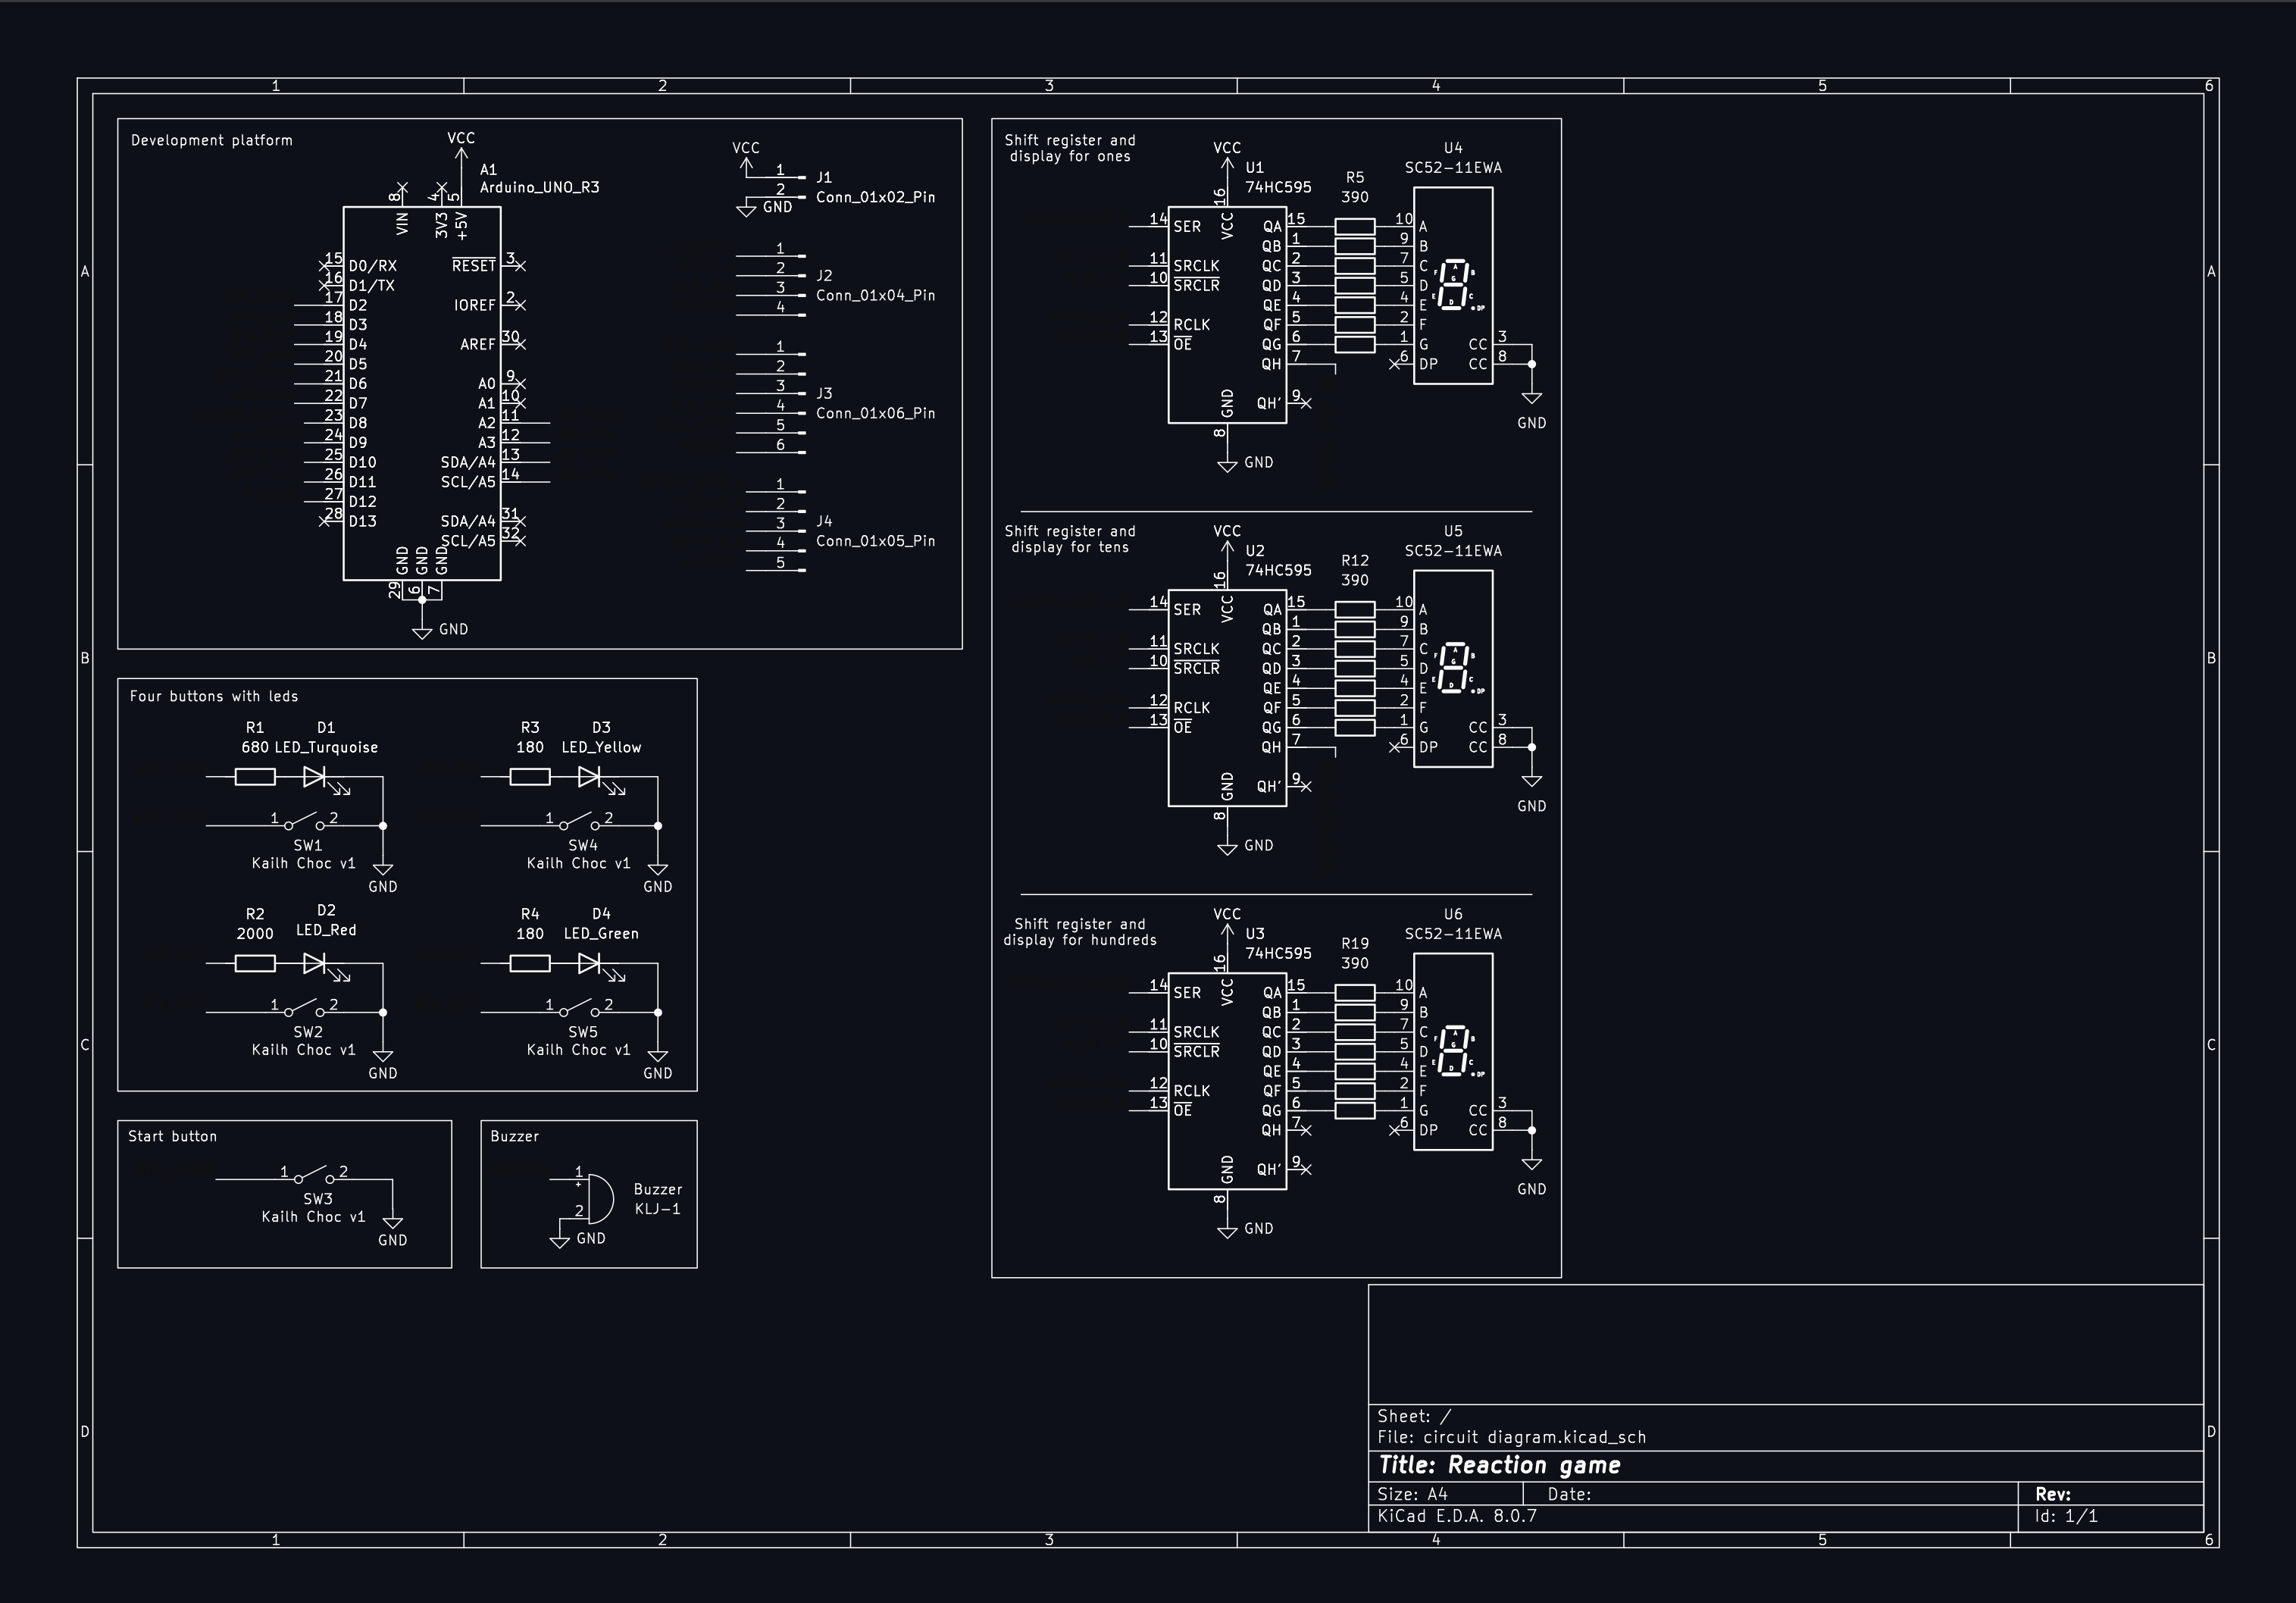 1 2 3 4 5 6
A
B
C
D
Development platform
VCC
A1
Arduino_UNO_R3
8 4 5
VIN 3V3 +5V
15 D0/RX RESET 3
16 D1/TX
17 D2 IOREF 2
18 D3
19 D4 AREF 30
20 D5
21 D6 A0 9
22 D7 A1 10
23 D8 A2 11
24 D9 A3 12
25 D10 SDA/A4 13
26 D11 SCL/A5 14
27 D12
28 D13 SDA/A4 31
SCL/A5 32
GND GND GND
29 6 7
GND
VCC
1
2
GND
J1
Conn_01x02_Pin
1
2
3
4
J2
Conn_01x04_Pin
1
2
3
4
5
6
J3
Conn_01x06_Pin
1
2
3
4
5
J4
Conn_01x05_Pin
Four buttons with leds
R1 D1
680 LED_Turquoise
1 2
SW1
Kailh Choc v1
GND
R3 D3
180 LED_Yellow
1 2
SW4
Kailh Choc v1
GND
R2 D2
2000 LED_Red
1 2
SW2
Kailh Choc v1
GND
R4 D4
180 LED_Green
1 2
SW5
Kailh Choc v1
GND
Start button
1 2
SW3
Kailh Choc v1
GND
Buzzer
1
+
2
GND
Buzzer
KLJ-1
Shift register and
display for ones
VCC
U1
74HC595
16
VCC
R5
390
U4
SC52-11EWA
14 SER QA 15 10 A
QB 1 9 B
11 SRCLK QC 2 7 C
10 SRCLR QD 3 5 D
QE 4 4 E
12 RCLK QF 5 2 F
13 OE QG 6 1 G CC 3
QH 7 6 DP CC 8
QH' 9
A B C D E F G DP
GND
8
GND
GND
Shift register and
display for tens
VCC
U2
74HC595
16
VCC
R12
390
U5
SC52-11EWA
14 SER QA 15 10 A
QB 1 9 B
11 SRCLK QC 2 7 C
10 SRCLR QD 3 5 D
QE 4 4 E
12 RCLK QF 5 2 F
13 OE QG 6 1 G CC 3
QH 7 6 DP CC 8
QH' 9
A B C D E F G DP
GND
8
GND
GND
Shift register and
display for hundreds
VCC
U3
74HC595
16
VCC
R19
390
U6
SC52-11EWA
14 SER QA 15 10 A
QB 1 9 B
11 SRCLK QC 2 7 C
10 SRCLR QD 3 5 D
QE 4 4 E
12 RCLK QF 5 2 F
13 OE QG 6 1 G CC 3
QH 7 6 DP CC 8
QH' 9
A B C D E F G DP
GND
8
GND
GND
Sheet: /
File: circuit diagram.kicad_sch
Title: Reaction game
Size: A4 Date: Rev:
KiCad E.D.A. 8.0.7 Id: 1/1
A
B
C
D
1 2 3 4 5 6